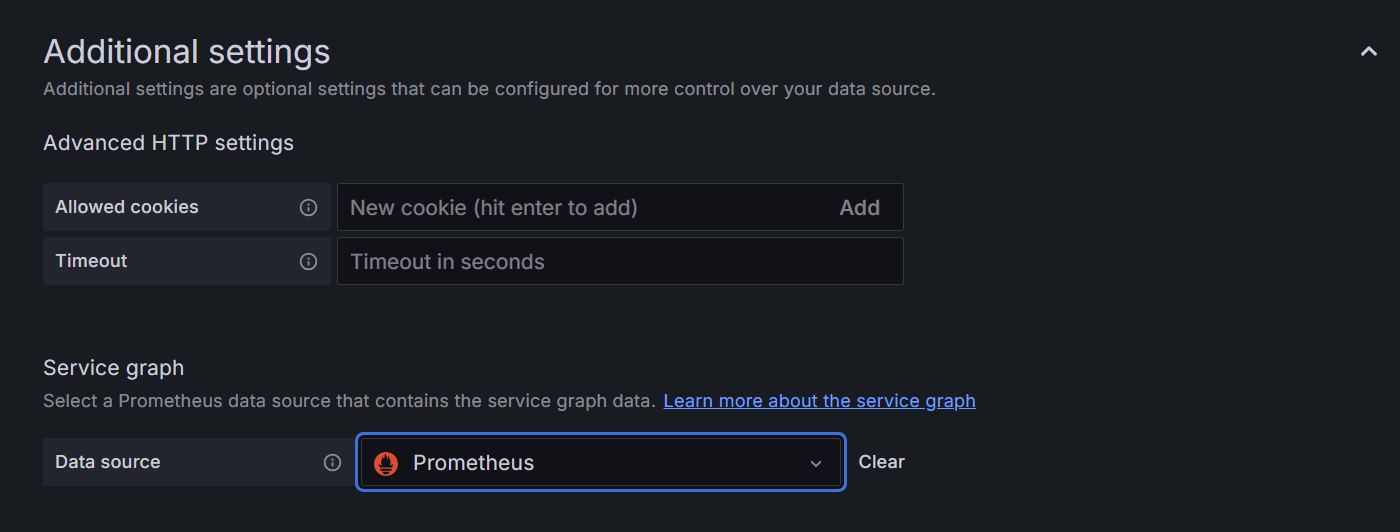 Additional settings
Additional settings are optional settings that can be configured for more control over your data source.
Advanced HTTP settings
Allowed cookies New cookie (hit enter to add) Add
Timeout Timeout in seconds
Service graph
Select a Prometheus data source that contains the service graph data. Learn more about the service graph
Data source Prometheus Clear